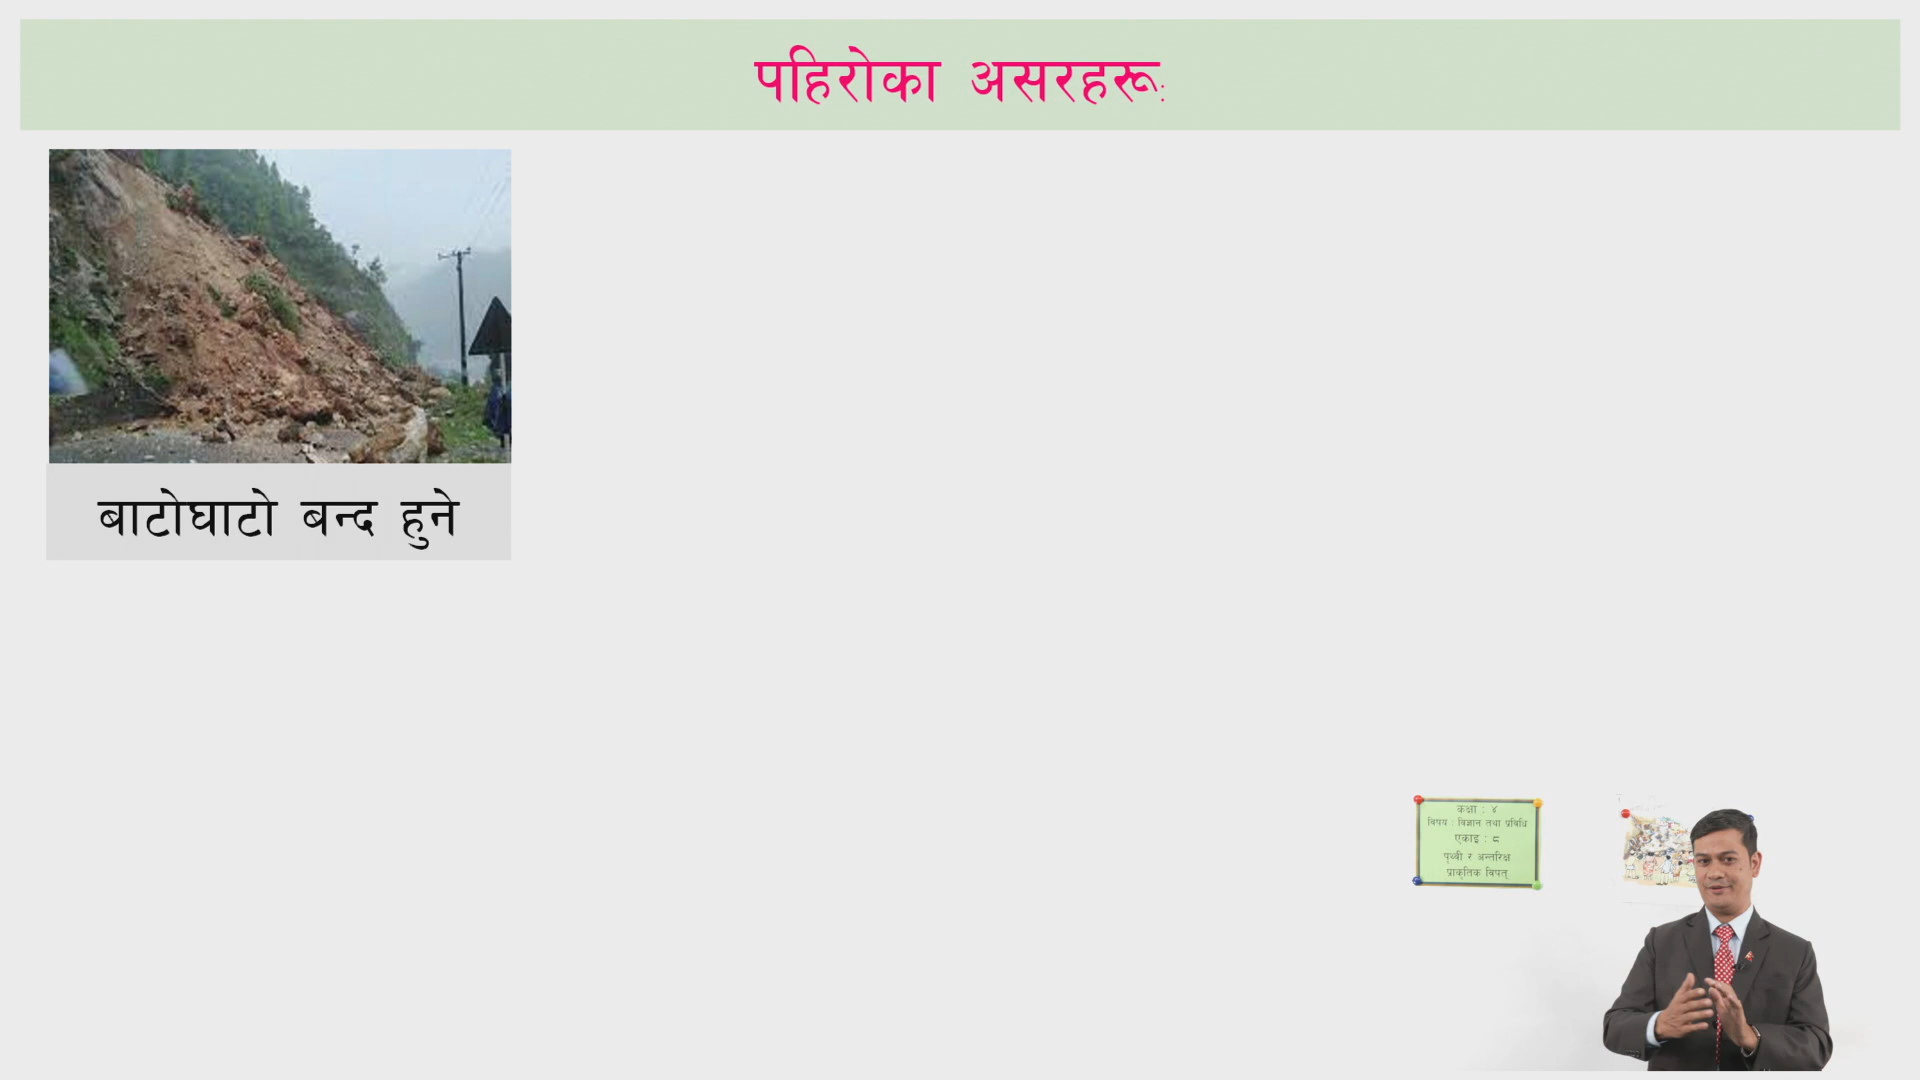 पहिरोका असरहरूः
बाटोघाटो बन्द हुने
कक्षा : ४
विषय : विज्ञान तथा प्रविधि
एकाइ : ८
पृथ्वी र अन्तरिक्ष
प्राकृतिक विपत्